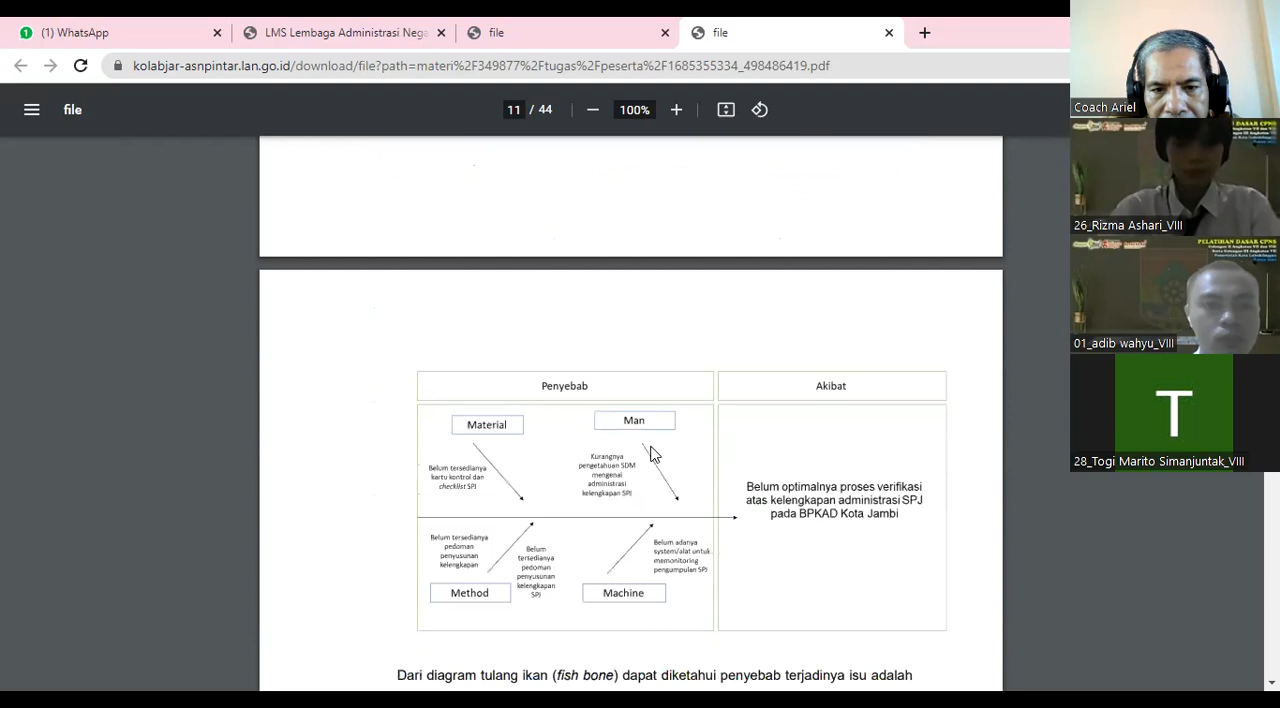 (1) WhatsApp
LMS Lembaga Administrasi Nega
file
file
kolabjar-asnpintar.lan.go.id/download/file?path=materi%2F349877%2Ftugas%2Fpeserta%2F1685355334_498486419.pdf
file
11 / 44
100%
Penyebab
Akibat
Material
Man
Belum tersedianya
kartu kontrol dan
checklist SPJ
Kurangnya
pengetahuan SDM
mengenai
administrasi
kelengkapan SPJ
Belum optimalnya proses verifikasi
atas kelengkapan administrasi SPJ
pada BPKAD Kota Jambi
Belum tersedianya
pedoman
penyusunan
kelengkapan
Belum
tersedianya
pedoman
penyusunan
kelengkapan
SPJ
Belum adanya
system/alat untuk
memonitoring
pengumpulan SPJ
Method
Machine
Dari diagram tulang ikan (fish bone) dapat diketahui penyebab terjadinya isu adalah
Coach Ariel
26_Rizma Ashari_VIII
PELATIHAN DASAR CPNS
01_adib wahyu_VIII
T
28_Togi Marito Simanjuntak_VIII